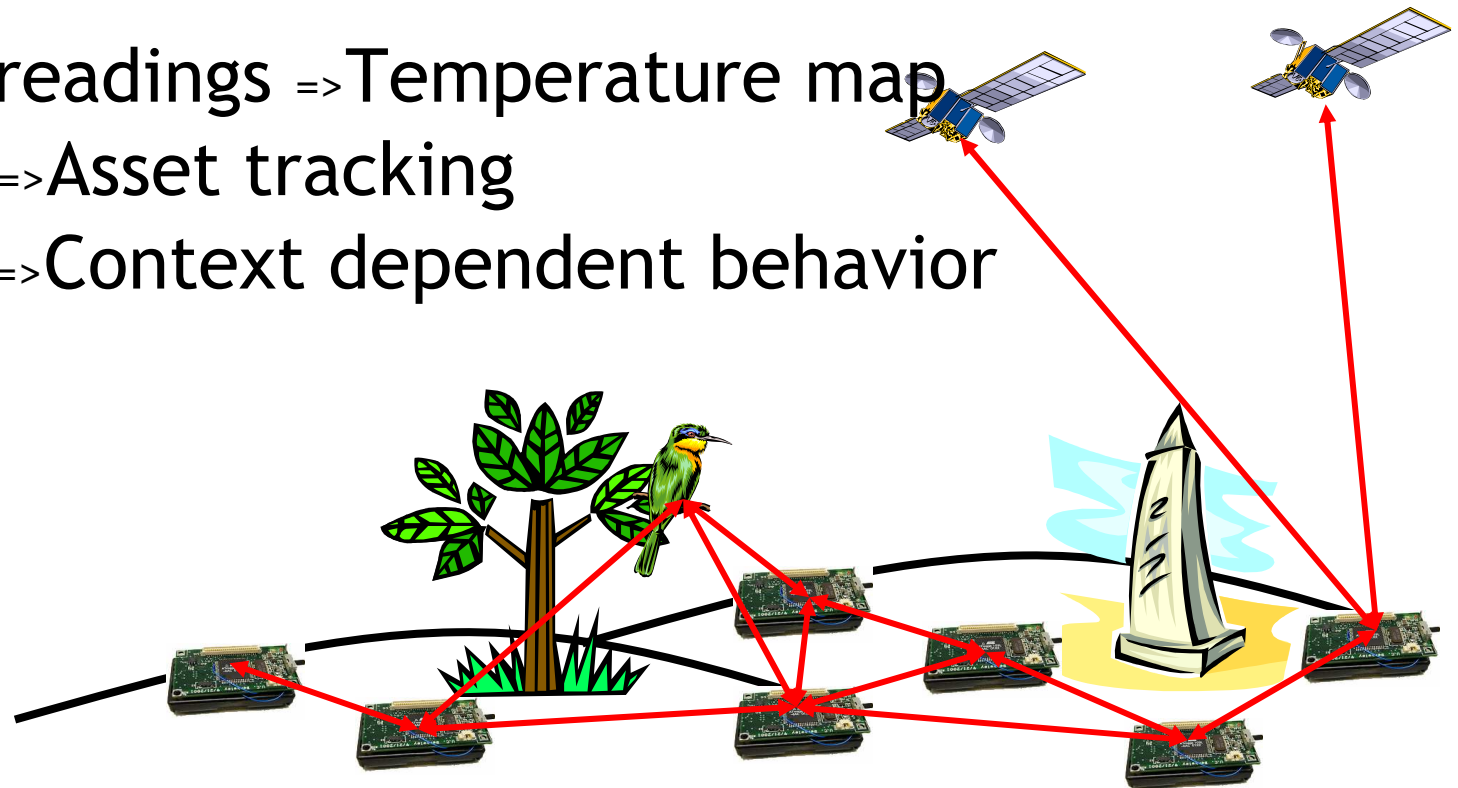 readings =>Temperature map
=>Asset tracking
=>Context dependent behavior